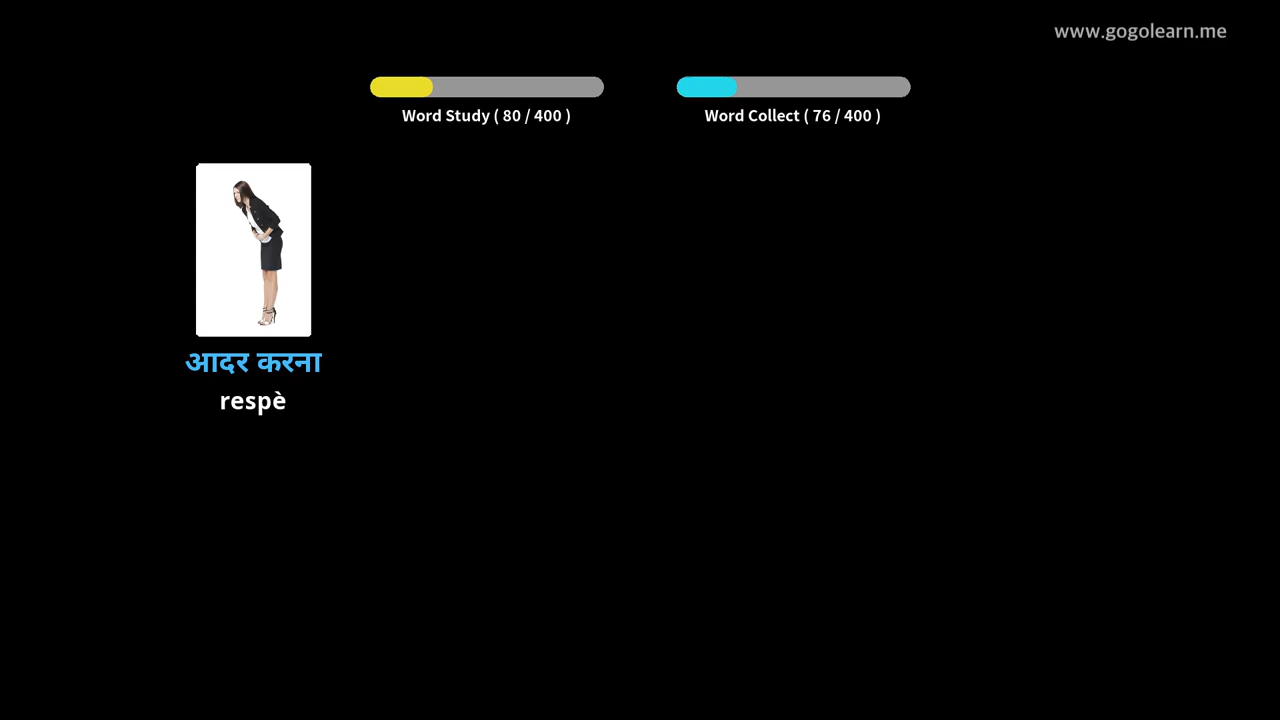 www.gogolearn.me
Word Study ( 80 / 400 )
Word Collect ( 76 / 400 )
आदर करना
respè